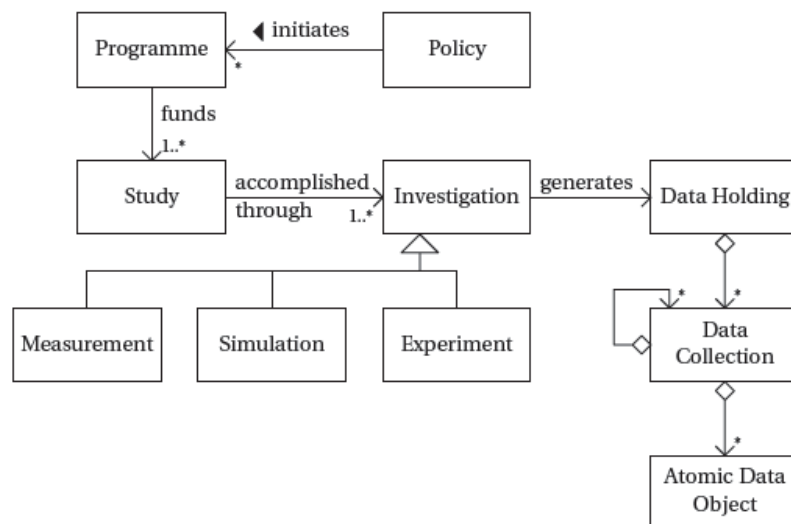 Programme
initiates
Policy
*
funds
1..*
Study
accomplished
through
1..*
Investigation
generates
Data Holding
*
*
Measurement
Simulation
Experiment
Data
Collection
*
Atomic Data
Object